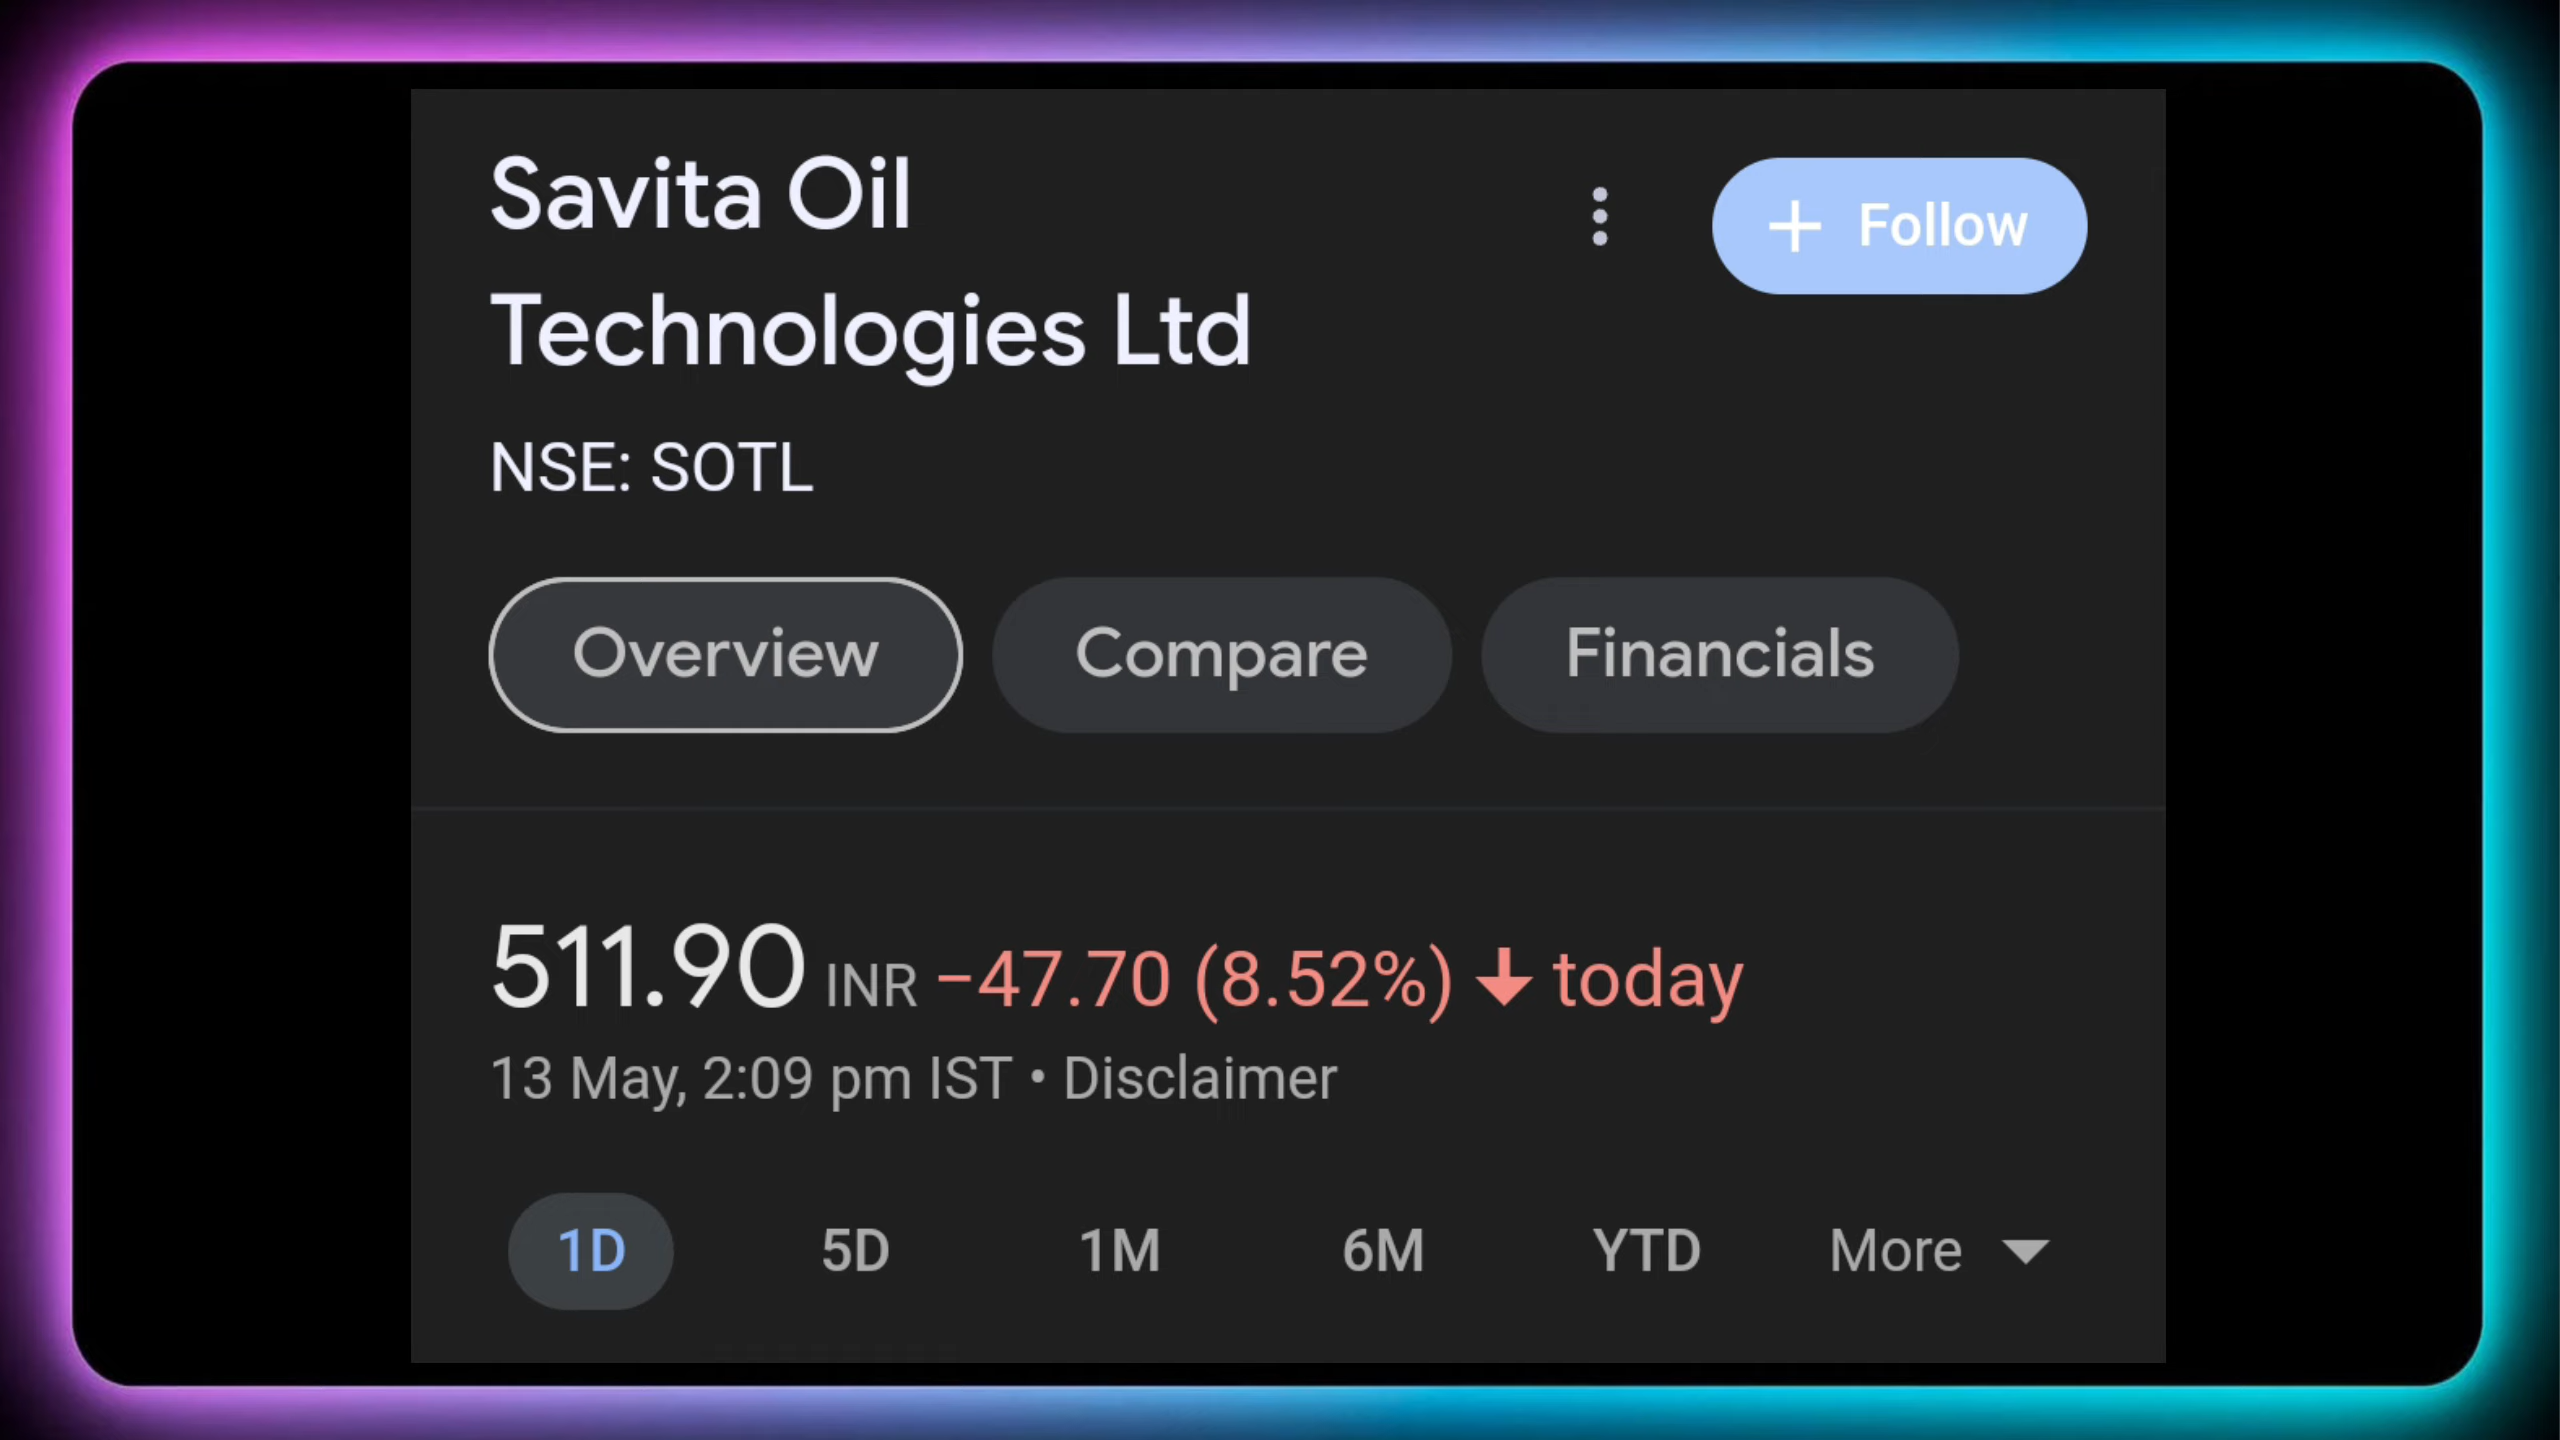 Savita Oil
Technologies Ltd
+ Follow
NSE: SOTL
Overview
Compare
Financials
511.90 INR −47.70 (8.52%) ↓ today
13 May, 2:09 pm IST • Disclaimer
1D 5D 1M 6M YTD More